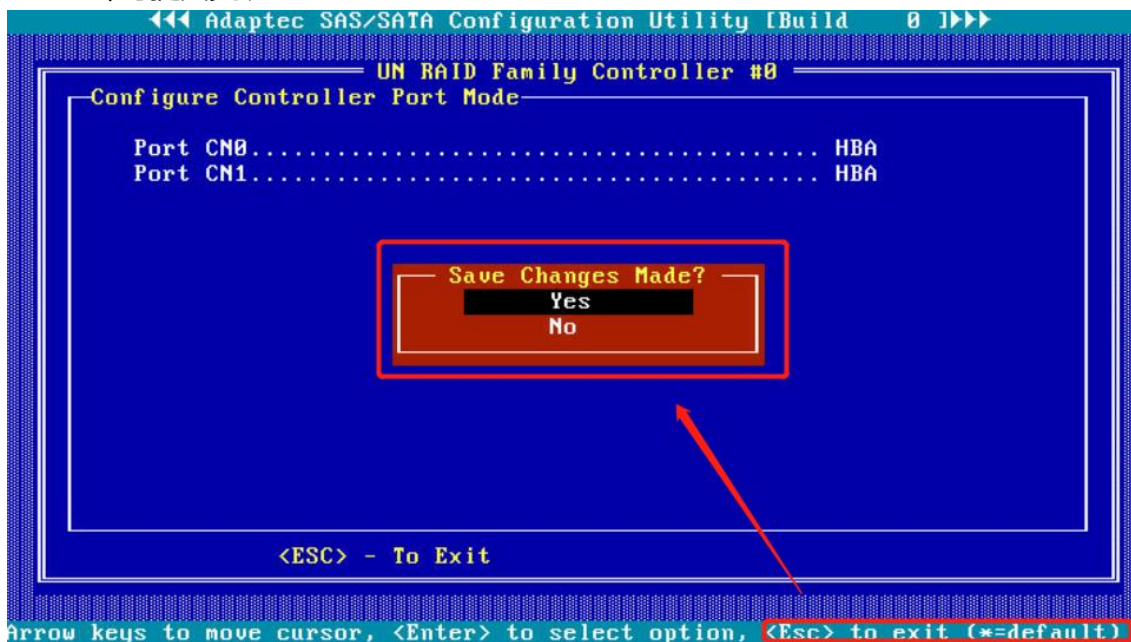 ◄◄◄ Adaptec SAS/SATA Configuration Utility [Build 0 ]►►►
UN RAID Family Controller #0
Configure Controller Port Mode
Port CN0....................................... HBA
Port CN1....................................... HBA
Save Changes Made?
Yes
No
<ESC> - To Exit
Arrow keys to move cursor, <Enter> to select option, <Esc> to exit (*=default)